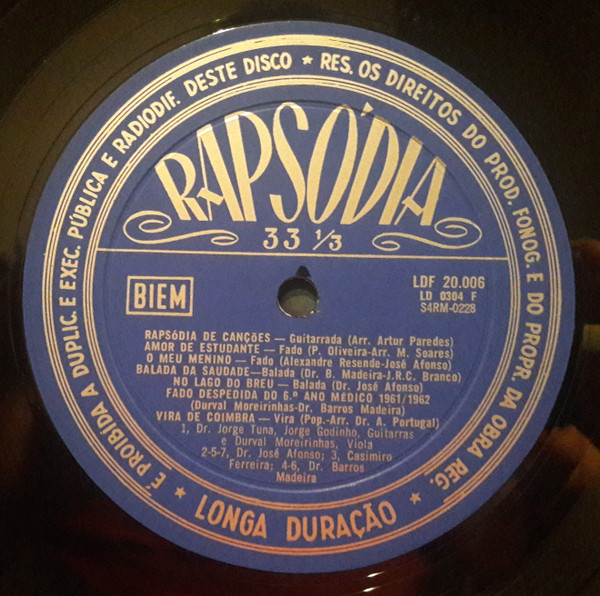 É PROIBIDA A DUPLIC. E EXEC. PÚBLICA E RADIODIF. DESTE DISCO ★ RES. OS DIREITOS DO PROD. FONOG. E DO PROPR. DA OBRA REG. ★ LONGA DURAÇÃO ★
RAPSÓDIA
33 1/3
BIEM
LDF 20.006
LD 0304 F
S4RM-0228
RAPSóDIA DE CANÇõES — Guitarrada (Arr. Artur Paredes)
AMOR DE ESTUDANTE — Fado (P. Oliveira-Arr. M. Soares)
O MEU MENINO — Fado (Alexandre Resende-José Afonso)
BALADA DA SAUDADE — Balada (Dr. B. Madeira-J.R.C. Branco)
NO LAGO DO BREU — Balada (Dr. José Afonso)
FADO DESPEDIDA DO 6.º ANO MÉDICO 1961/1962
(Durval Moreirinhas-Dr. Barros Madeira)
VIRA DE COIMBRA — Vira (Pop.-Arr. Dr. A. Portugal)
1, Dr. Jorge Tuna, Jorge Godinho, Guitarras
e Durval Moreirinhas, Viola
2-5-7, Dr. José Afonso; 3, Casimiro
Ferreira; 4-6, Dr. Barros
Madeira